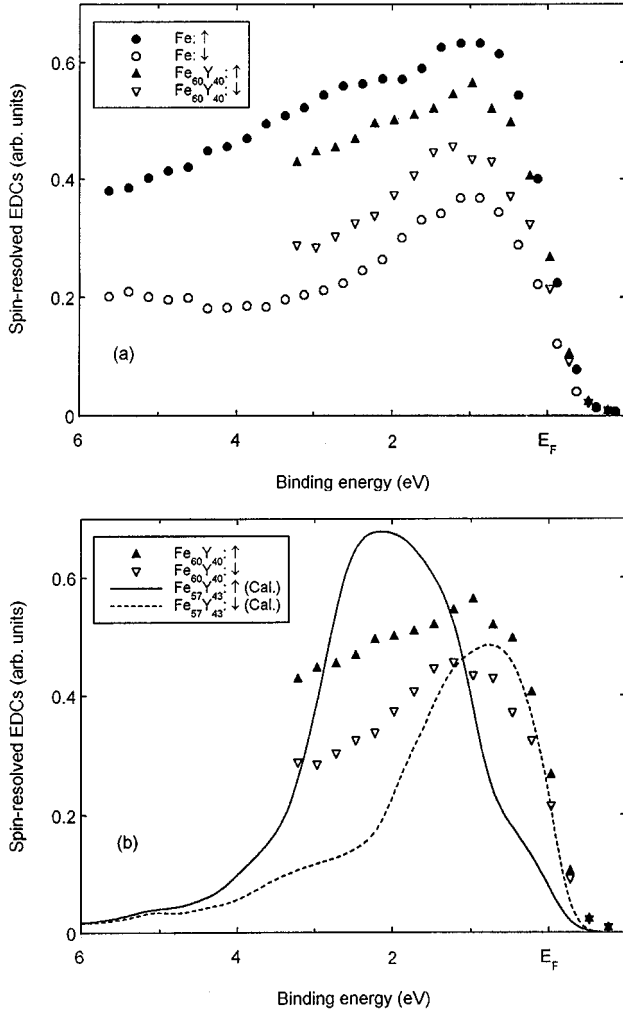 (a)
Spin-resolved EDCs (arb. units)
0.6
0.4
0.2
0
Fe: ↑
Fe: ↓
Fe60Y40: ↑
Fe60Y40: ↓
6
4
2
EF
Binding energy (eV)
(b)
Spin-resolved EDCs (arb. units)
0.6
0.4
0.2
0
Fe60Y40: ↑
Fe60Y40: ↓
Fe57Y43: ↑ (Cal.)
Fe57Y43: ↓ (Cal.)
6
4
2
EF
Binding energy (eV)